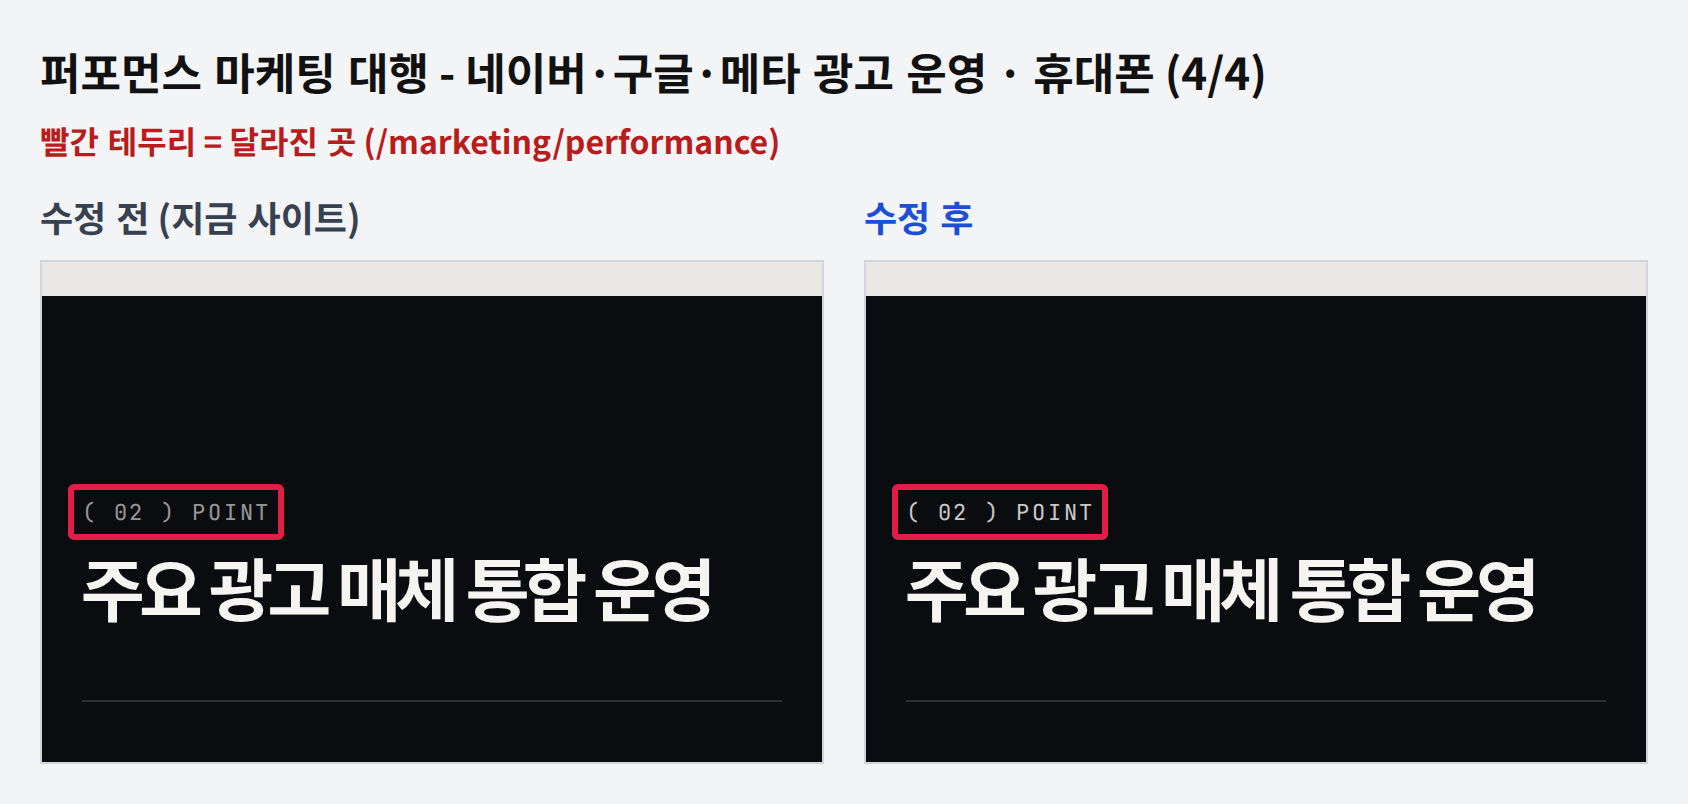 퍼포먼스 마케팅 대행 - 네이버·구글·메타 광고 운영 · 휴대폰 (4/4)
빨간 테두리 = 달라진 곳 (/marketing/performance)
수정 전 (지금 사이트)
수정 후
( 02 ) POINT
주요 광고 매체 통합 운영
( 02 ) POINT
주요 광고 매체 통합 운영